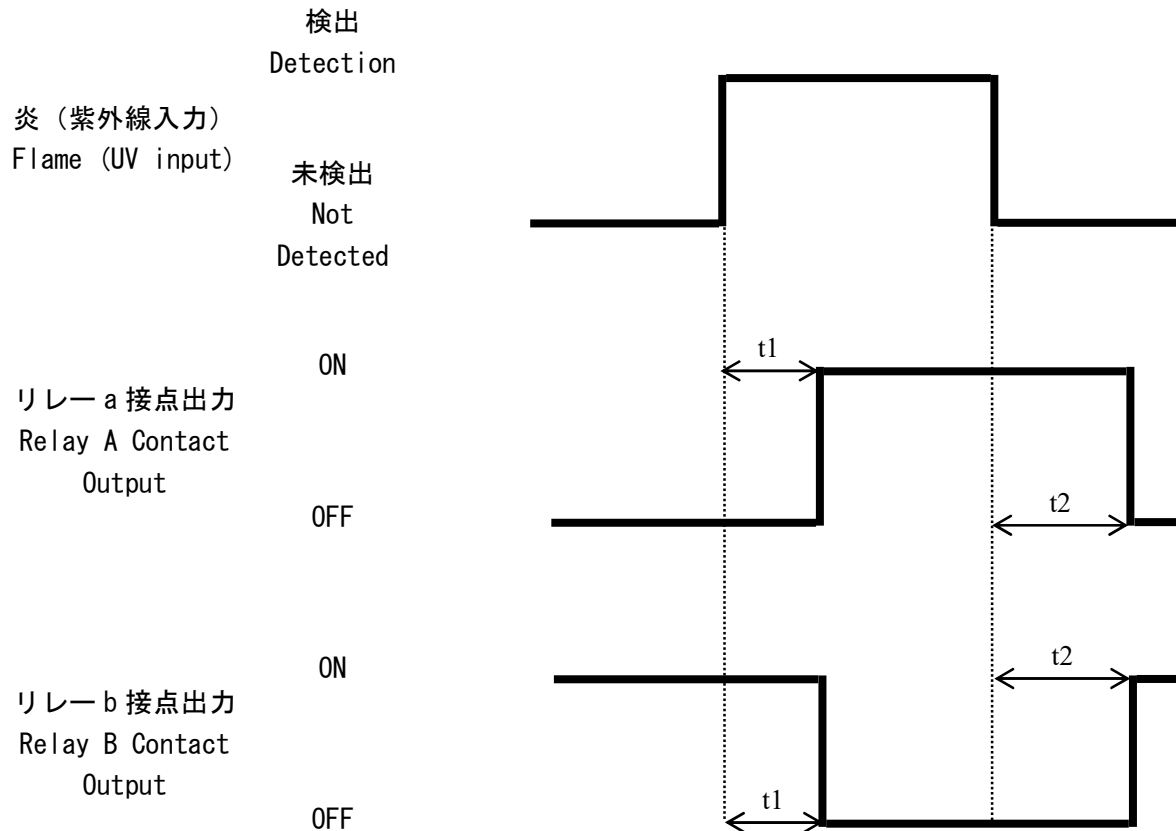 検出
Detection
炎（紫外線入力）
Flame (UV input)
未検出
Not
Detected
t1
ON
リレーa接点出力
Relay A Contact
Output
t2
OFF
ON
t2
リレーb接点出力
Relay B Contact
Output
t1
OFF